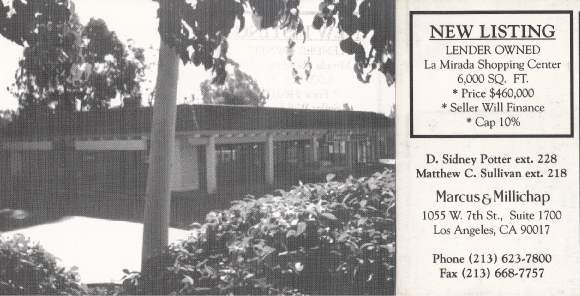 NEW LISTING
LENDER OWNED
La Mirada Shopping Center
6,000 SQ. FT.
* Price $460,000
* Seller Will Finance
* Cap 10%
D. Sidney Potter ext. 228
Matthew C. Sullivan ext. 218
Marcus & Millichap
1055 W. 7th St., Suite 1700
Los Angeles, CA 90017
Phone (213) 623-7800
Fax (213) 668-7757